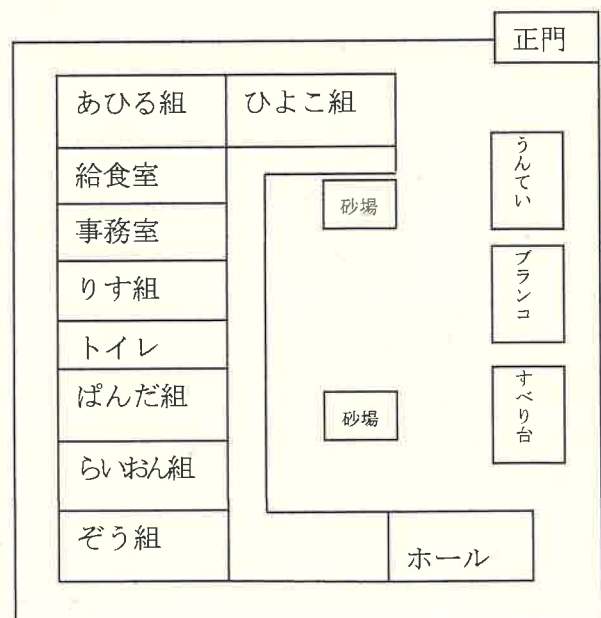 正門
あひる組
ひよこ組
給食室
事務室
りす組
トイレ
ぱんだ組
らいおん組
ぞう組
砂場
砂場
うんてい
ブランコ
すべり台
ホール